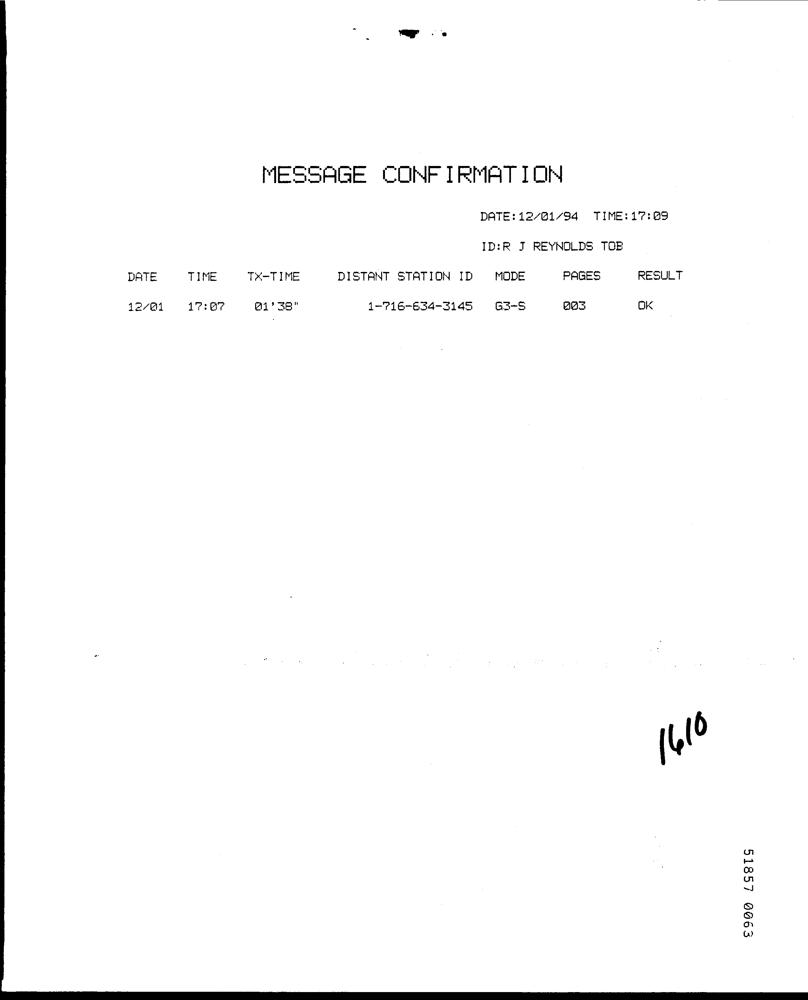 MESSAGE CONFIRMATION
DATE:12/01/94 TIME:17:09
ID:R J REYNOLDS TOB
DATE TIME TX-TIME DISTANT STATION ID MODE PAGES RESULT
12/01 17:07 01'38" 1-716-634-3145 G3-S 003 OK
1610
51857 0063